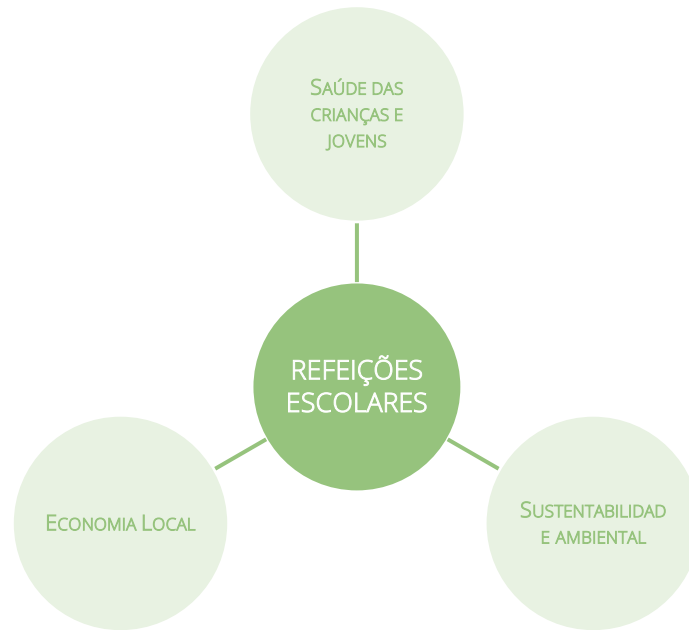 SAÚDE DAS
CRIANÇAS E
JOVENS
REFEIÇÕES
ESCOLARES
ECONOMIA LOCAL
SUSTENTABILIDAD
E AMBIENTAL